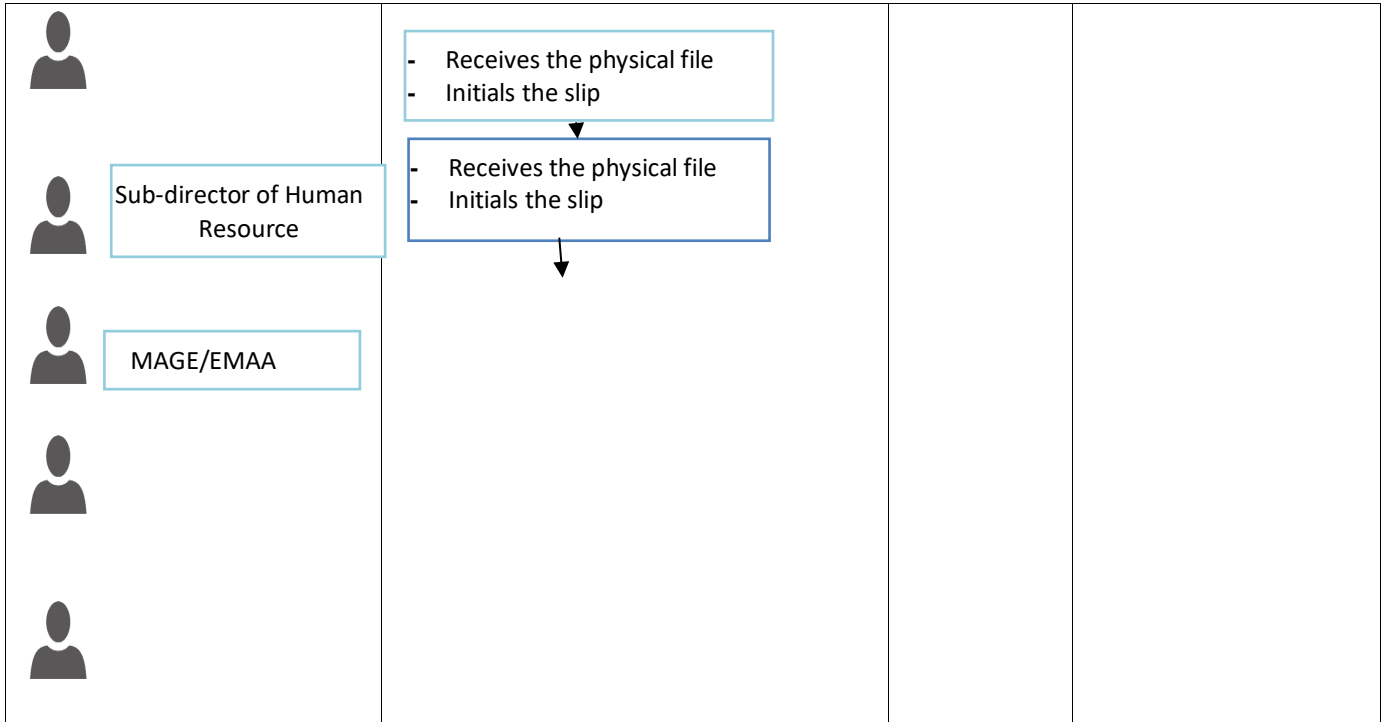 - Receives the physical file
- Initials the slip
- Receives the physical file
- Initials the slip
Sub-director of Human
Resource
MAGE/EMAA